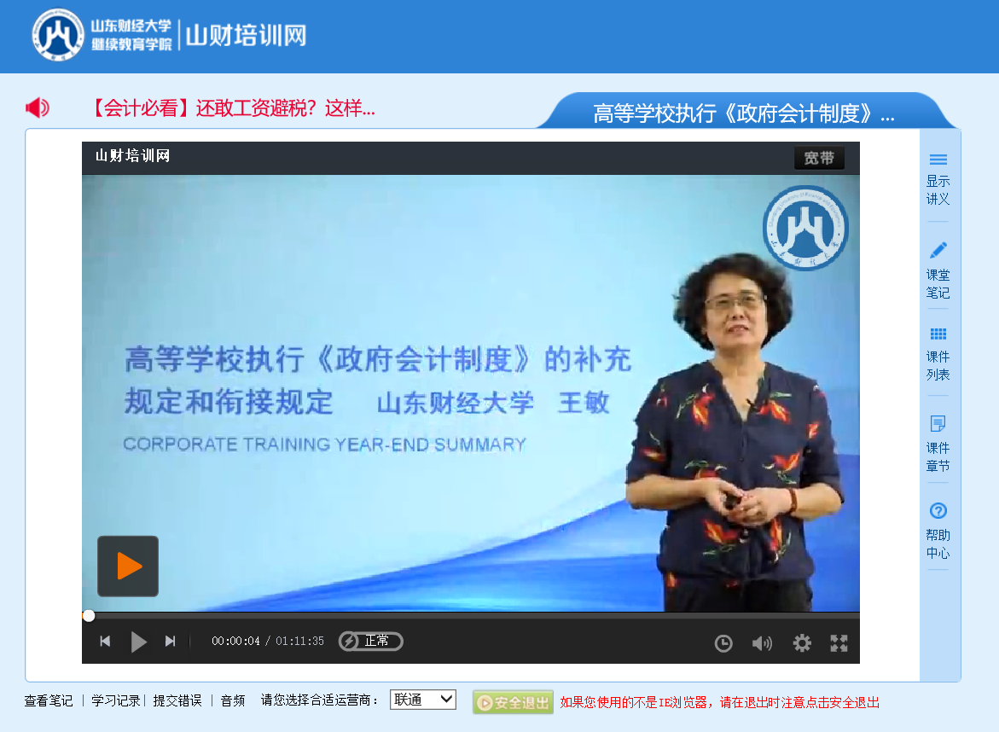 山东财经大学
继续教育学院
山财培训网
【会计必看】还敢工资避税？这样...
高等学校执行《政府会计制度》...
山财培训网
宽带
高等学校执行《政府会计制度》的补充
规定和衔接规定 山东财经大学 王敏
CORPORATE TRAINING YEAR-END SUMMARY
00:00:04 / 01:11:35
正常
显示
讲义
课堂
笔记
课件
列表
课件
章节
帮助
中心
查看笔记 | 学习记录 | 提交错误 | 音频 请您选择合适运营商： 联通 安全退出 如果您使用的不是IE浏览器，请在退出时注意点击安全退出